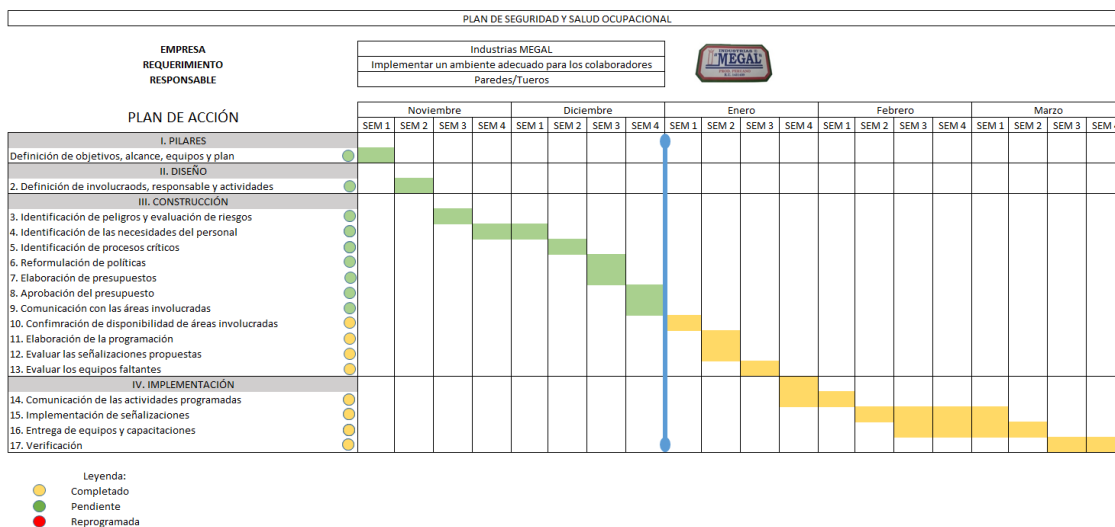 PLAN DE SEGURIDAD Y SALUD OCUPACIONAL
EMPRESA Industrias MEGAL
REQUERIMIENTO Implementar un ambiente adecuado para los colaboradores
RESPONSABLE Paredes/Tueros
INDUSTRIAS
"MEGAL"
PLAN DE ACCIÓN
Noviembre Diciembre Enero Febrero Marzo
SEM 1 SEM 2 SEM 3 SEM 4 SEM 1 SEM 2 SEM 3 SEM 4 SEM 1 SEM 2 SEM 3 SEM 4 SEM 1 SEM 2 SEM 3 SEM 4 SEM 1 SEM 2 SEM 3 SEM 4
I. PILARES
Definición de objetivos, alcance, equipos y plan
II. DISEÑO
2. Definición de involucraods, responsable y actividades
III. CONSTRUCCIÓN
3. Identificación de peligros y evaluación de riesgos
4. Identificación de las necesidades del personal
5. Identificación de procesos críticos
6. Reformulación de políticas
7. Elaboración de presupuestos
8. Aprobación del presupuesto
9. Comunicación con las áreas involucradas
10. Confimración de disponibilidad de áreas involucradas
11. Elaboración de la programación
12. Evaluar las señalizaciones propuestas
13. Evaluar los equipos faltantes
IV. IMPLEMENTACIÓN
14. Comunicación de las actividades programadas
15. Implementación de señalizaciones
16. Entrega de equipos y capacitaciones
17. Verificación
Leyenda:
Completado
Pendiente
Reprogramada